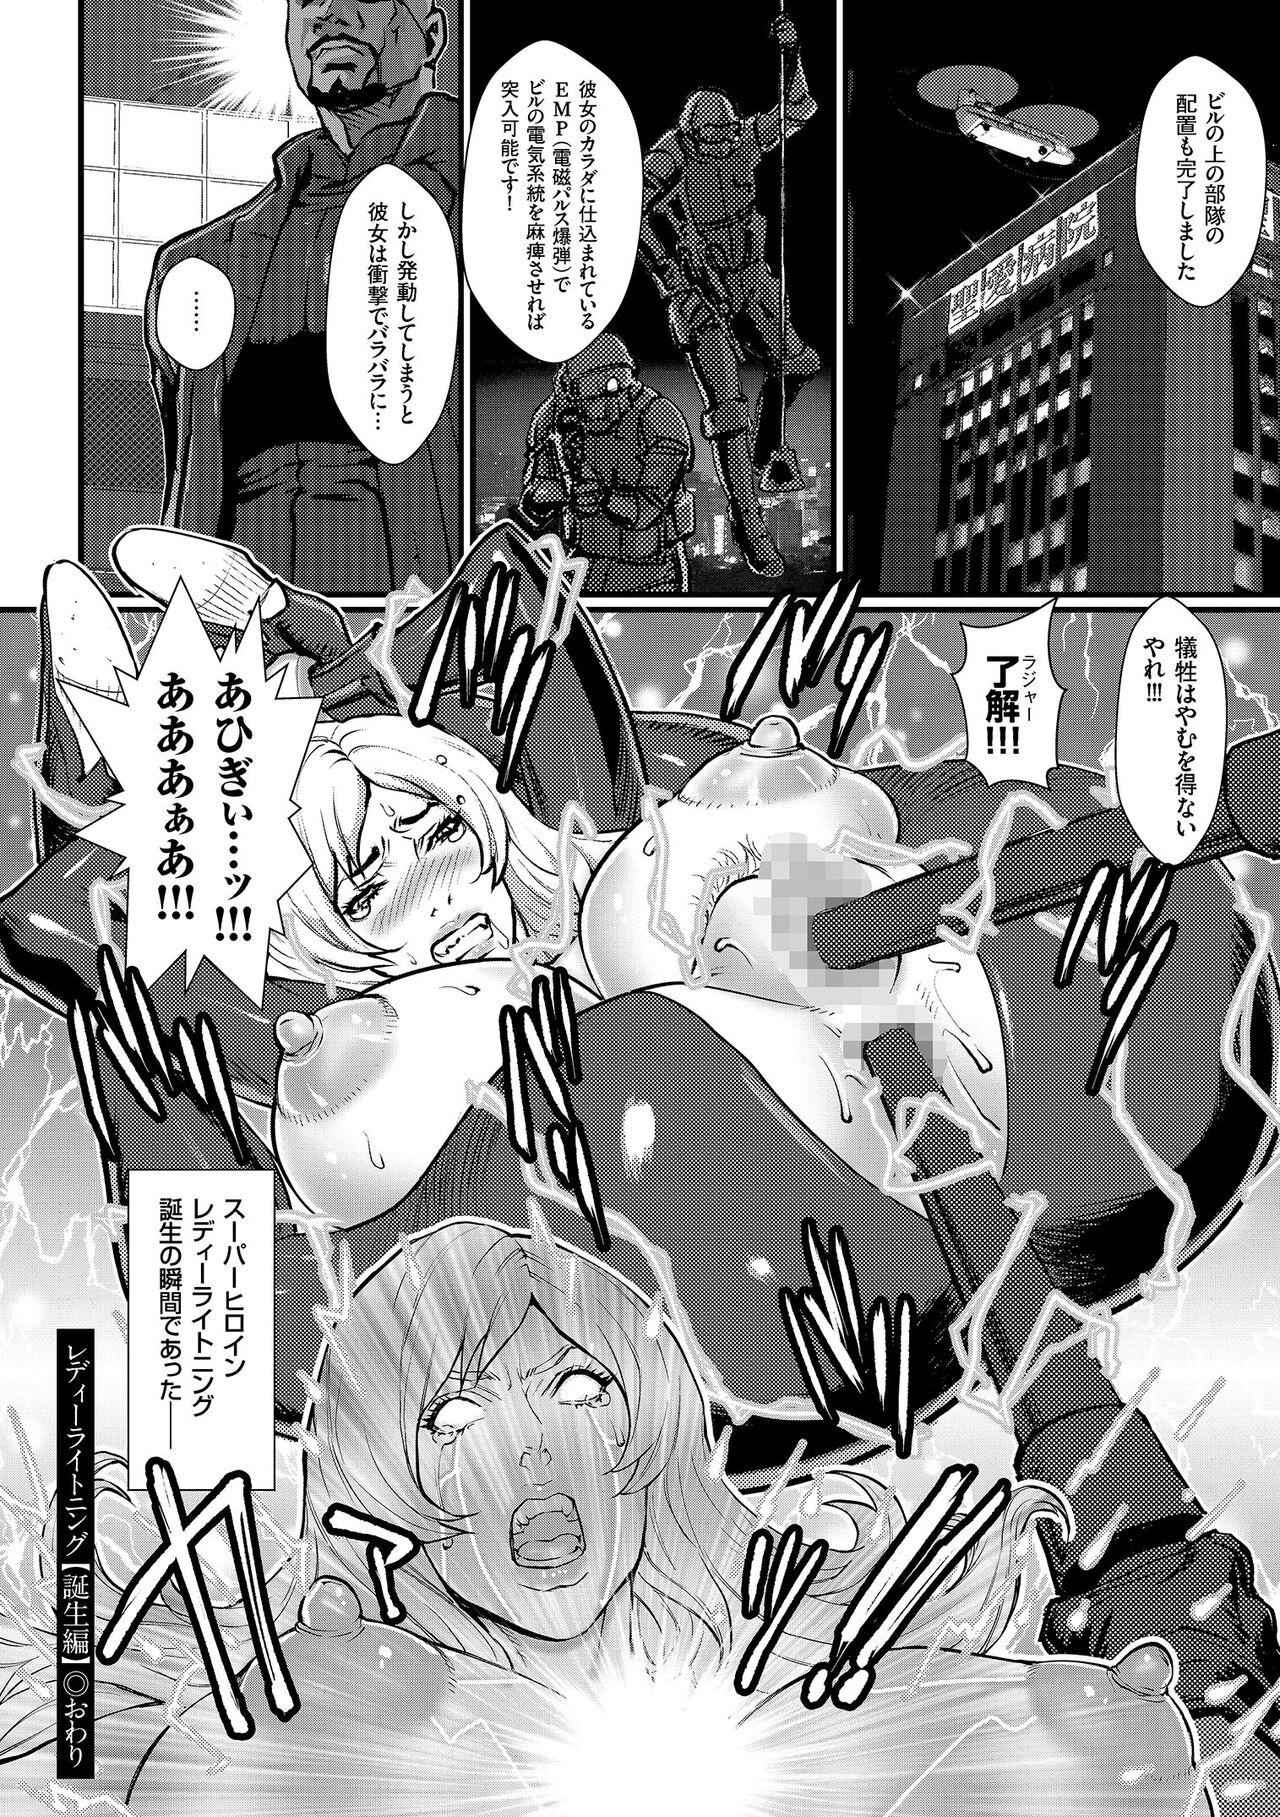 ビルの上の部隊の
配置も完了しました
聖愛病院
彼女のカラダに仕込まれている
EMP(電磁パルス爆弾)で
ビルの電気系統を麻痺させれば
突入可能です!
しかし発動してしまうと
彼女は衝撃でバラバラに…
……
犠牲はやむを得ない
やれ!!!
ラジャー
了解!!!
あひぎぃ…ッ!!!
あああぁあ!!!
スーパーヒロイン
レディーライトニング
誕生の瞬間であった――
カァ!!
レディーライトニング【誕生編】◎おわり